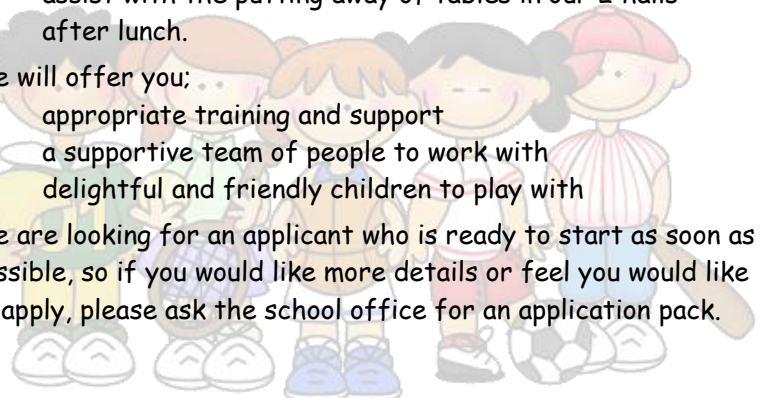 assist with the putting away of tables in our 2 halls
after lunch.
e will offer you;
appropriate training and support
a supportive team of people to work with
delightful and friendly children to play with
e are looking for an applicant who is ready to start as soon as
ssible, so if you would like more details or feel you would like
apply, please ask the school office for an application pack.